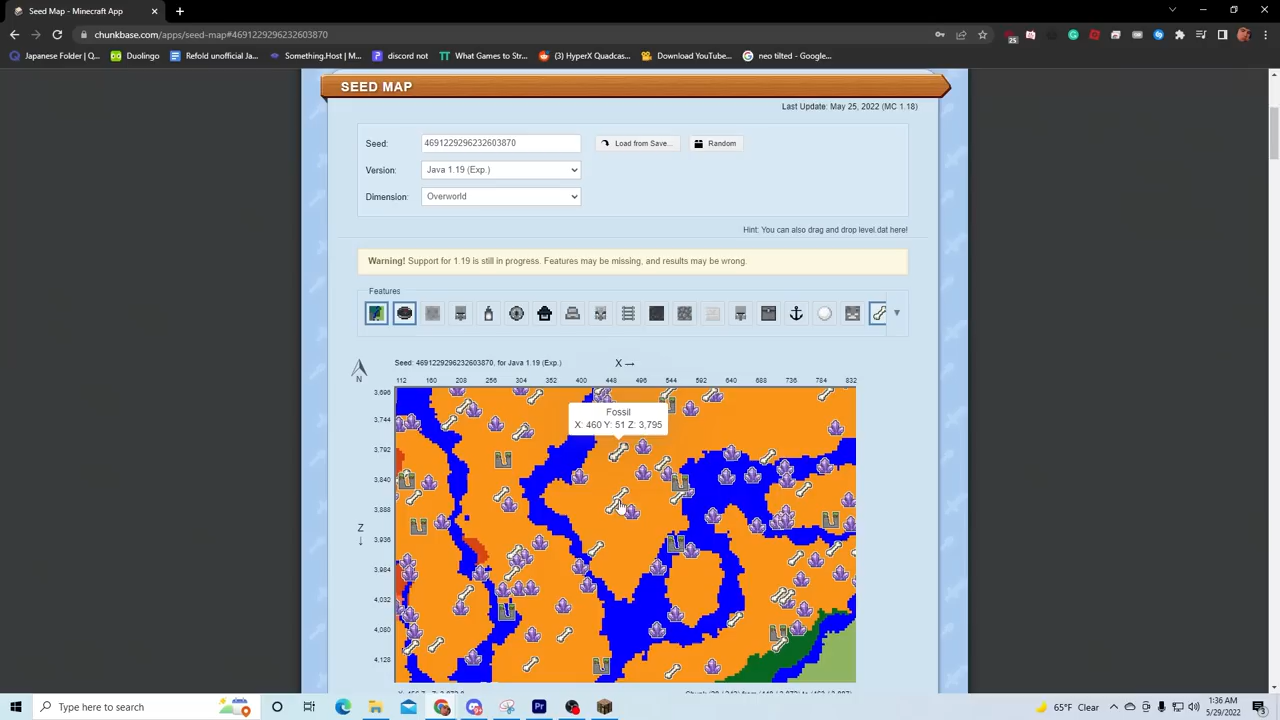 Seed Map - Minecraft App
chunkbase.com/apps/seed-map#4691229296232603870
Japanese Folder - Q...
Duolingo
Refold unofficial Ja...
Something.Host | M...
discord not
What Games to Str...
(3) HyperX Quadcas...
Download YouTube...
neo tilted - Google...
SEED MAP
Last Update: May 25, 2022 (MC 1.18)
Seed: 4691229296232603870 Load from Save... Random
Version: Java 1.19 (Exp.)
Dimension: Overworld
Hint: You can also drag and drop level.dat here!
Warning! Support for 1.19 is still in progress. Features may be missing, and results may be wrong.
Features
Seed: 4691229296232603870, for Java 1.19 (Exp.) X →
N
112 160 208 256 304 352 400 448 496 544 592 640 688 736 784 832
3,696
Fossil
X: 460 Y: 51 Z: 3,795
3,744
3,792
3,840
3,888
Z
3,936
3,984
4,032
4,080
4,128
Type here to search
65°F Clear
1:36 AM
5/29/2022